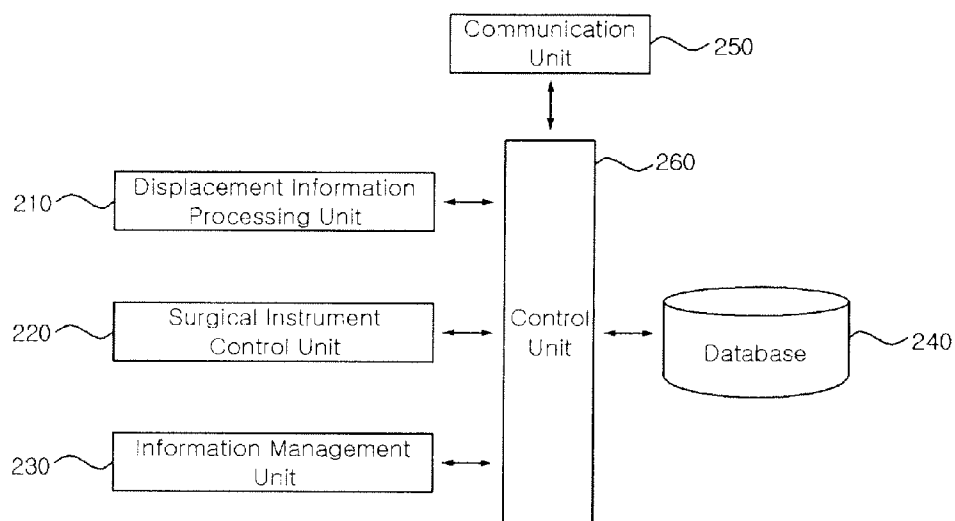 Communication
Unit
250
260
Displacement Information
Processing Unit
210
Surgical Instrument
Control Unit
220
Control
Unit
Database
240
Information Management
Unit
230